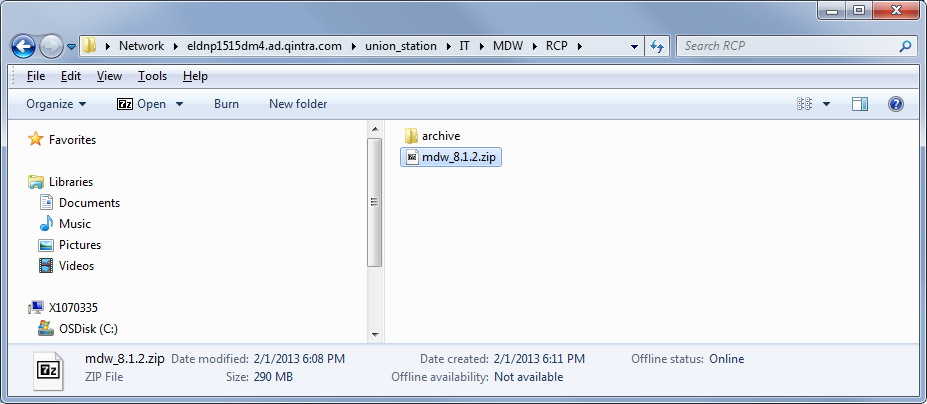 Network ▸ eldnp1515dm4.ad.qintra.com ▸ union_station ▸ IT ▸ MDW ▸ RCP ▸ Search RCP
File Edit View Tools Help
Organize 7z Open Burn New folder ?
Favorites
Libraries
Documents
Music
Pictures
Videos
X1070335
OSDisk (C:)
archive
7z mdw_8.1.2.zip
7z
mdw_8.1.2.zip Date modified: 2/1/2013 6:08 PM Date created: 2/1/2013 6:11 PM Offline status: Online
ZIP File Size: 290 MB Offline availability: Not available